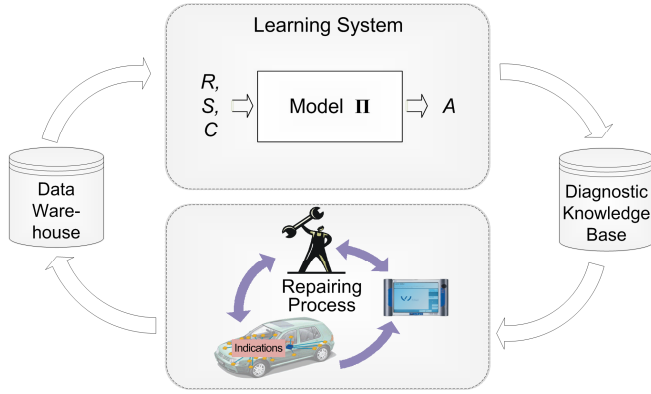 Learning System
R,
S,
C
Model Π
A
Data
Ware-
house
Diagnostic
Knowledge
Base
Repairing
Process
Indications